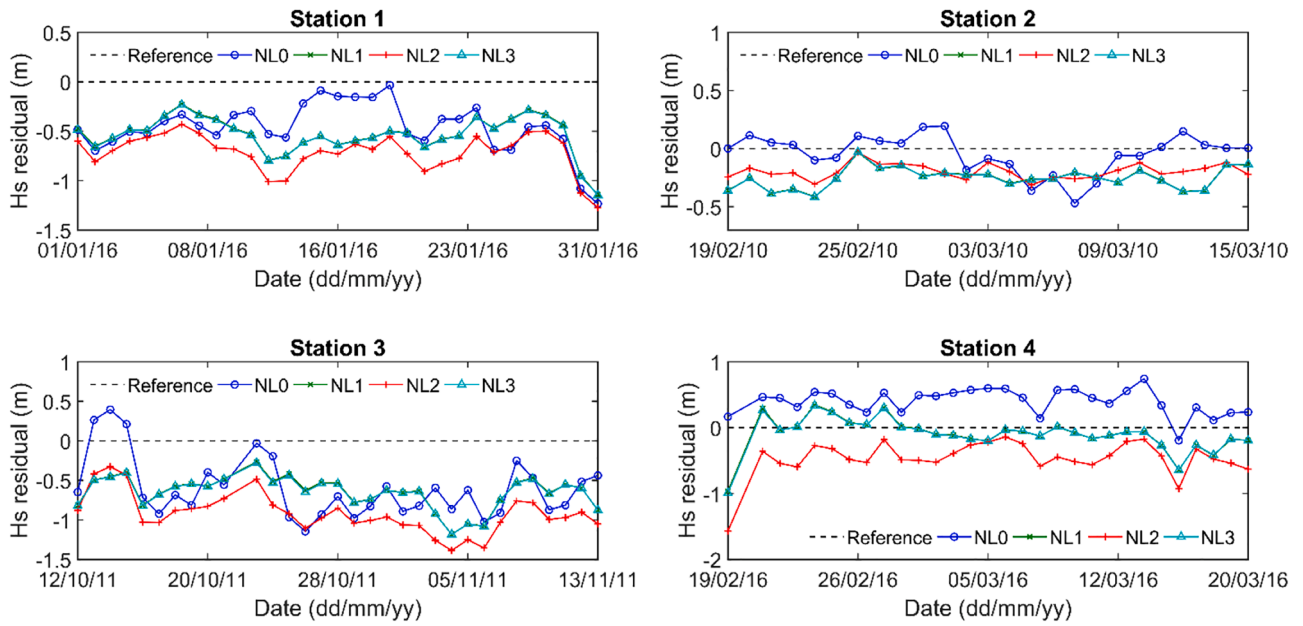 Station 1
Hs residual (m)
0.5
0
-0.5
-1
-1.5
Reference NL0 NL1 NL2 NL3
01/01/16 08/01/16 16/01/16 23/01/16 31/01/16
Date (dd/mm/yy)
Station 2
Hs residual (m)
1
0.5
0
-0.5
Reference NL0 NL1 NL2 NL3
19/02/10 25/02/10 03/03/10 09/03/10 15/03/10
Date (dd/mm/yy)
Station 3
Hs residual (m)
1
0.5
0
-0.5
-1
-1.5
Reference NL0 NL1 NL2 NL3
12/10/11 20/10/11 28/10/11 05/11/11 13/11/11
Date (dd/mm/yy)
Station 4
Hs residual (m)
1
0
-1
-2
Reference NL0 NL1 NL2 NL3
19/02/16 26/02/16 05/03/16 12/03/16 20/03/16
Date (dd/mm/yy)